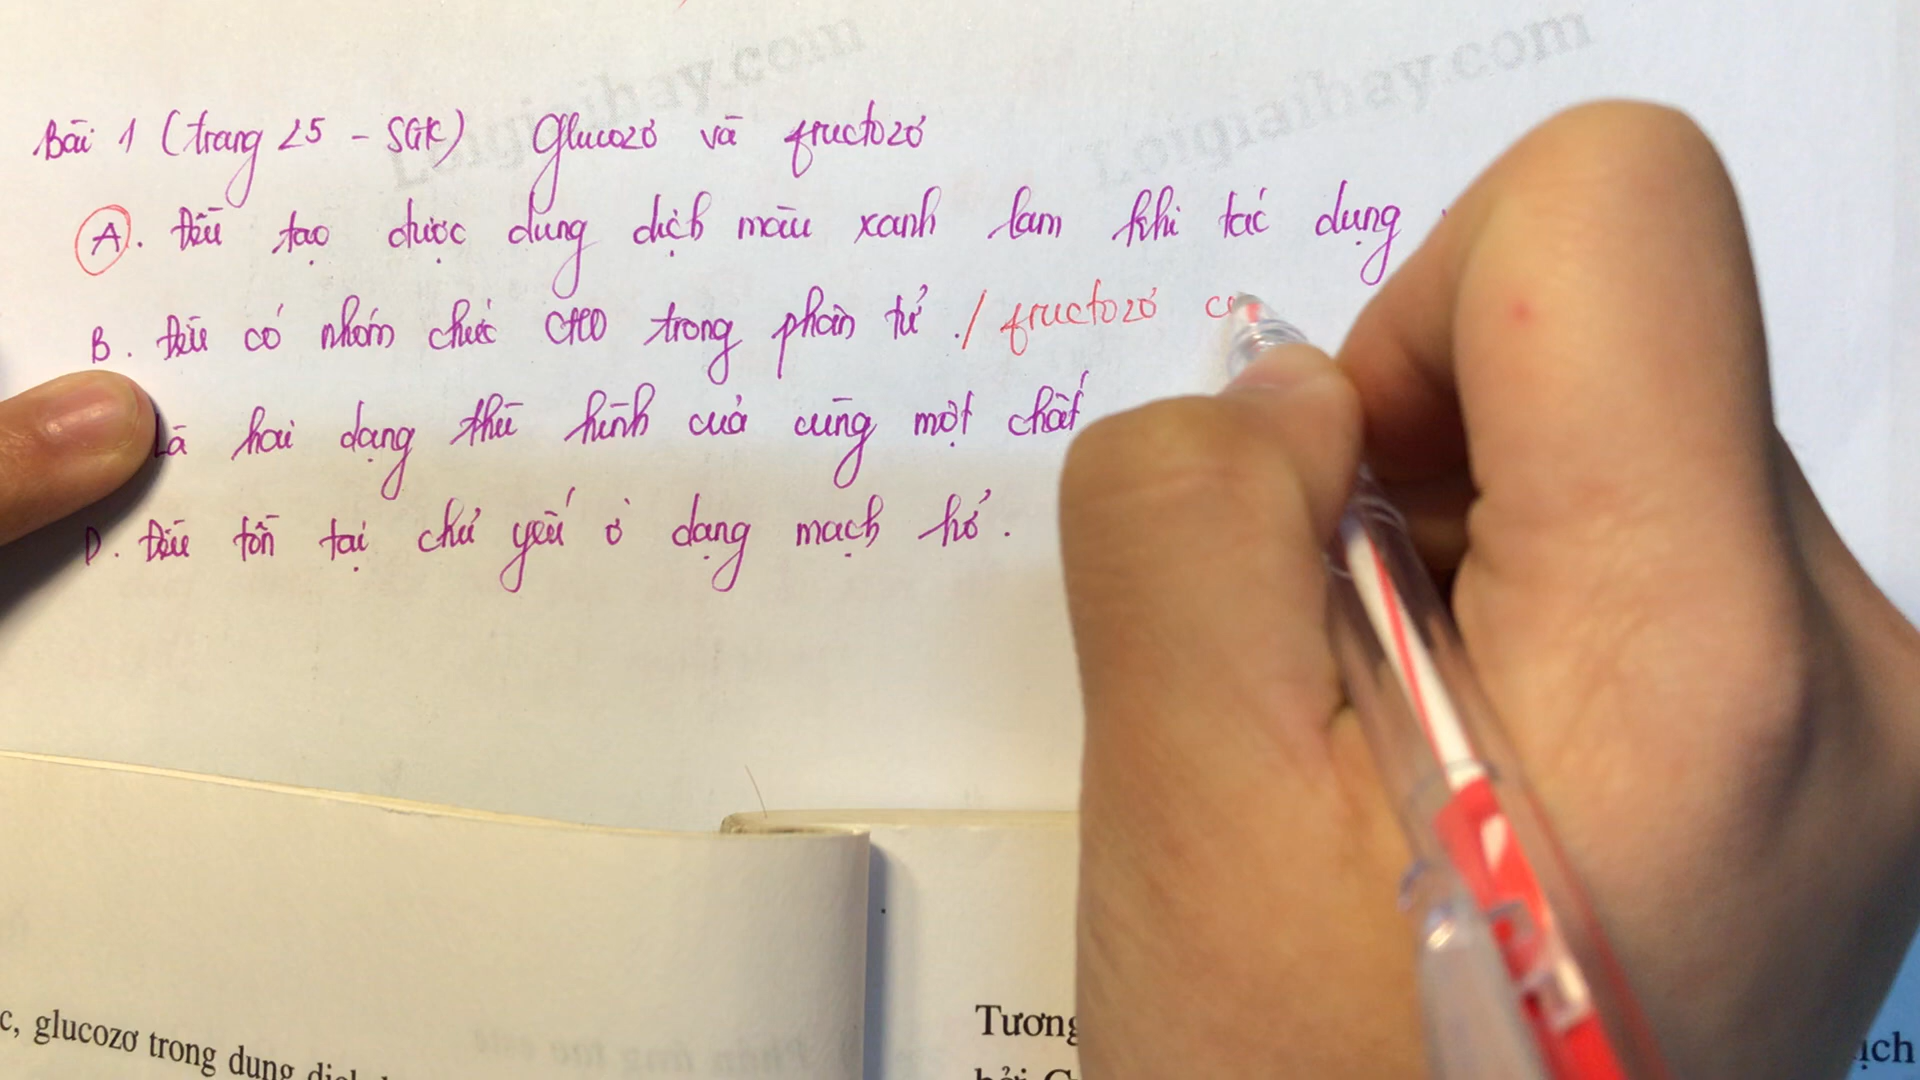 Loigiaihay.com
Loigiaihay.com
Bài 1 (trang 25 - SGK) Glucozơ và fructozơ
A. Đều tạo được dung dịch màu xanh lam khi tác dụng
B. Đều có nhóm chức CHO trong phân tử. / fructozơ
Là hai dạng thù hình của cùng một chất
D. Đều tồn tại chủ yếu ở dạng mạch hở.
c, glucozơ trong dung
Tương